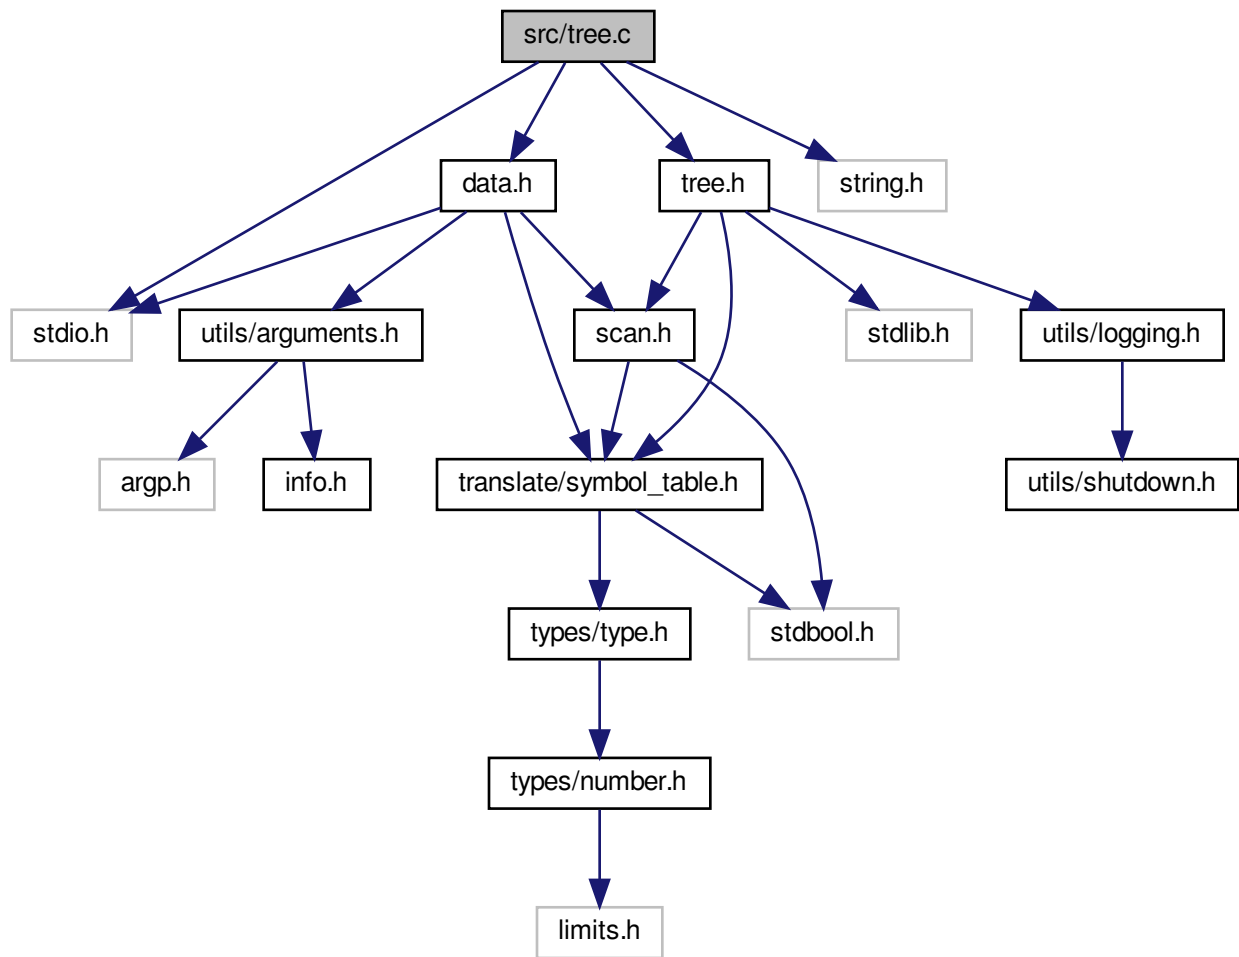 src/tree.c
data.h
tree.h
string.h
stdio.h
utils/arguments.h
scan.h
stdlib.h
utils/logging.h
argp.h
info.h
translate/symbol_table.h
utils/shutdown.h
types/type.h
stdbool.h
types/number.h
limits.h